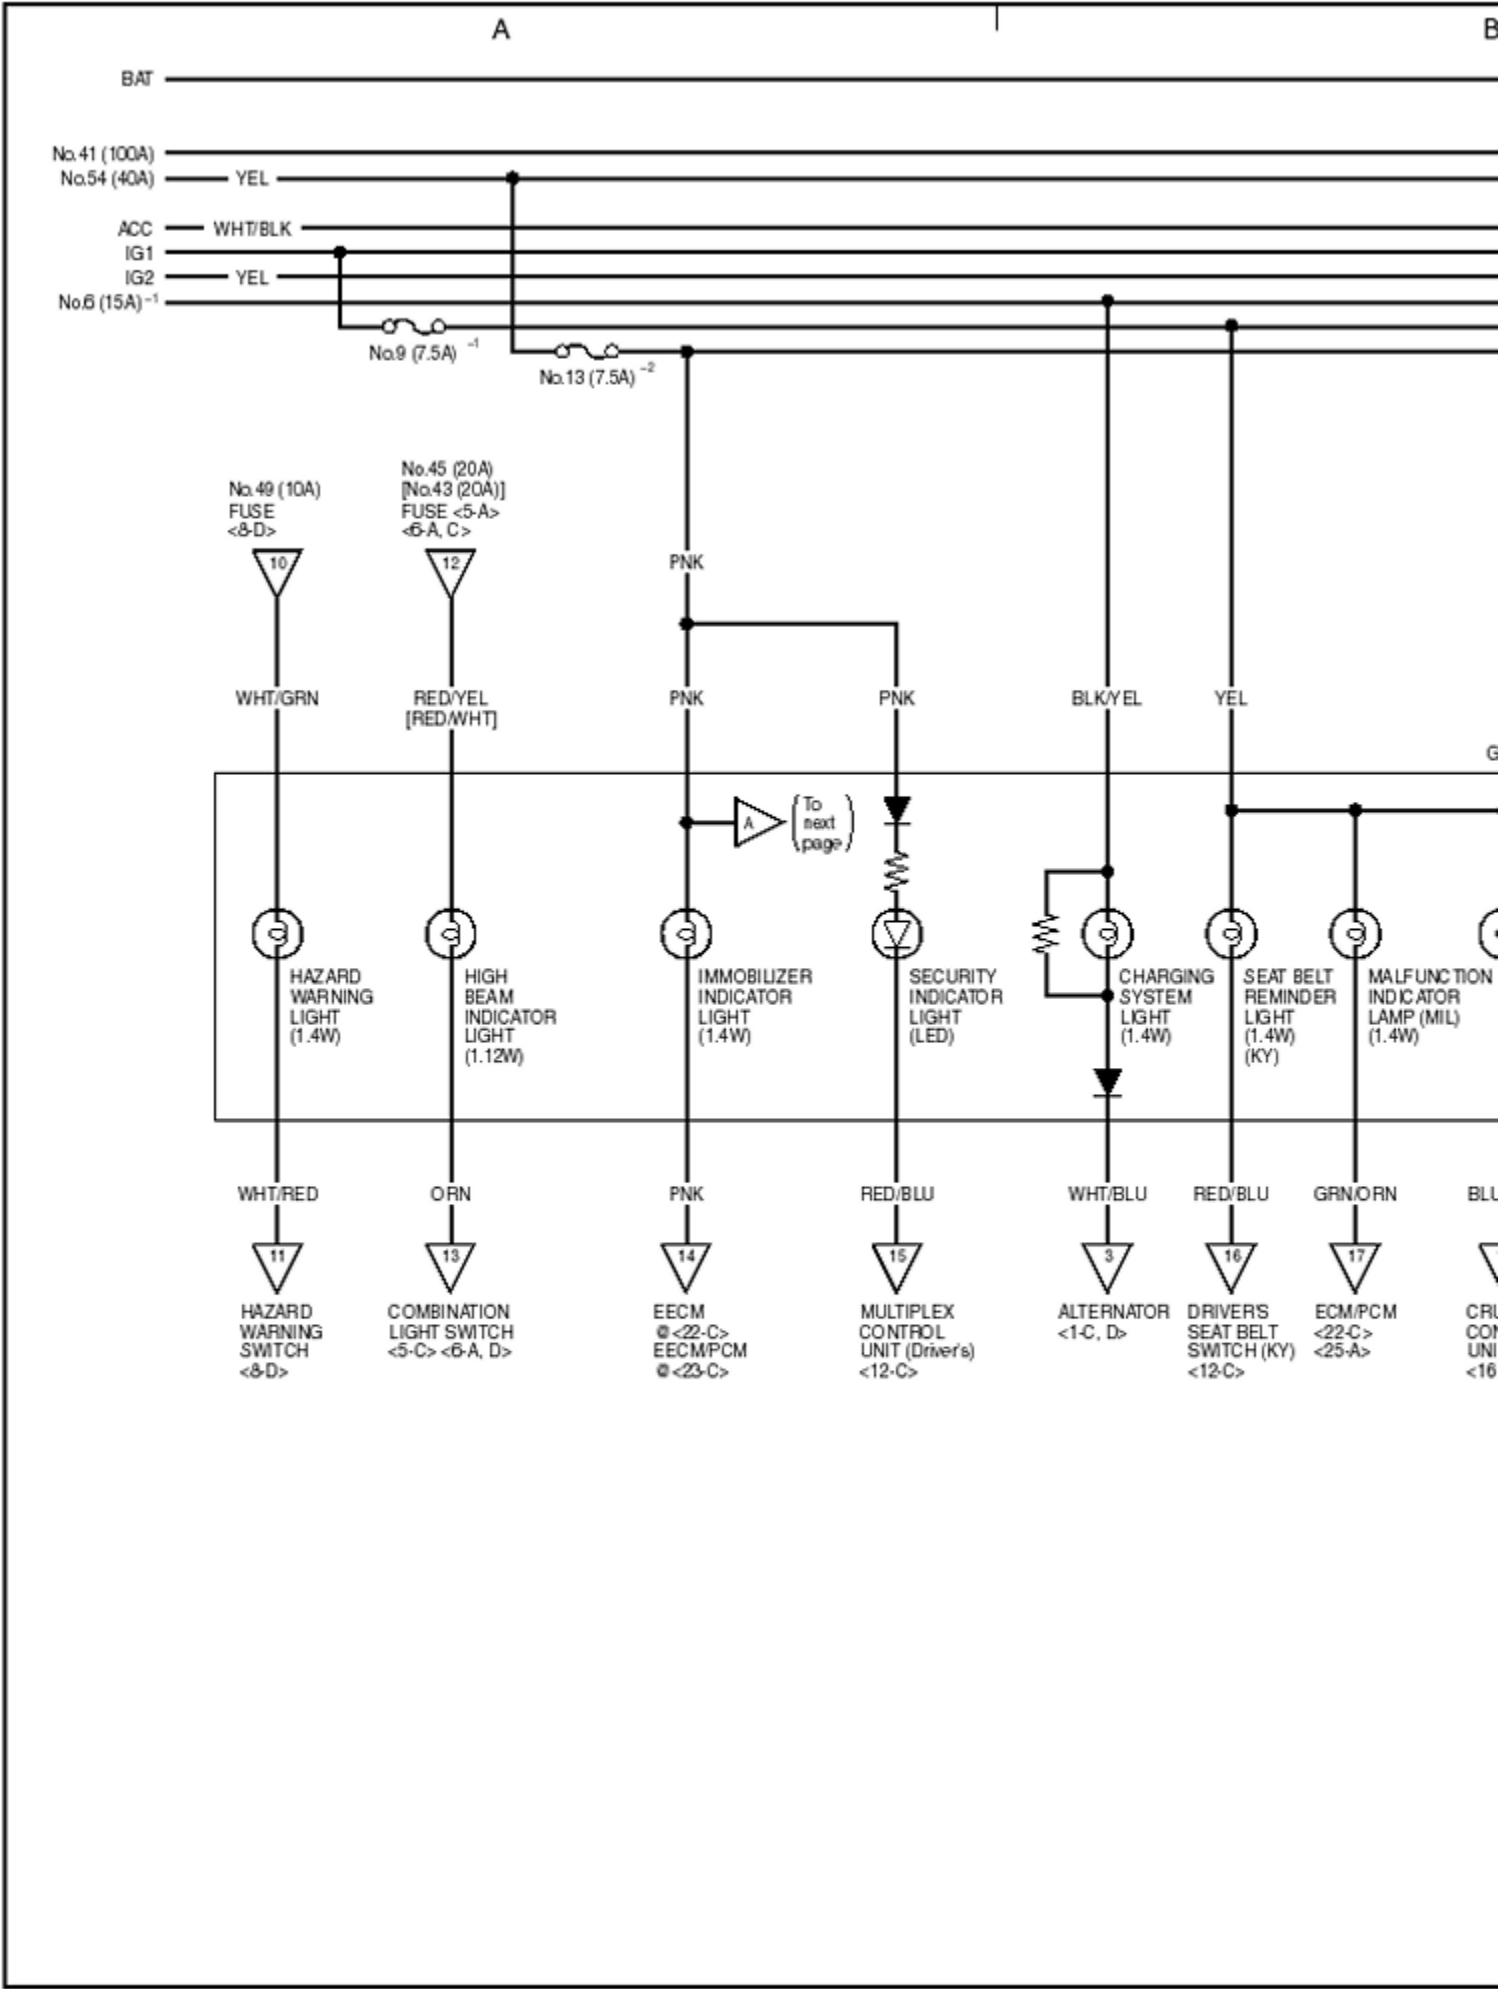 A
B
BAT
No.41 (100A)
No.54 (40A)
YEL
ACC
WHT/BLK
IG1
IG2
YEL
No.6 (15A) -1
No.9 (7.5A) -1
No.13 (7.5A) -2
No.49 (10A)
FUSE
<8-D>
10
No.45 (20A)
[No.43 (20A)]
FUSE <5-A>
<6-A, C>
12
PNK
WHT/GRN
RED/YEL
[RED/WHT]
PNK
PNK
BLK/YEL
YEL
G
A
(To
next
page)
HAZARD
WARNING
LIGHT
(1.4W)
HIGH
BEAM
INDICATOR
LIGHT
(1.12W)
IMMOBILIZER
INDICATOR
LIGHT
(1.4W)
SECURITY
INDICATOR
LIGHT
(LED)
CHARGING
SYSTEM
LIGHT
(1.4W)
SEAT BELT
REMINDER
LIGHT
(1.4W)
(KY)
MALFUNCTION
INDICATOR
LAMP (MIL)
(1.4W)
WHT/RED
ORN
PNK
RED/BLU
WHT/BLU
RED/BLU
GRN/ORN
BLU
11
13
14
15
3
16
17
HAZARD
WARNING
SWITCH
<8-D>
COMBINATION
LIGHT SWITCH
<5-C> <6-A, D>
EECM
@<22-C>
EECM/PCM
@<23-C>
MULTIPLEX
CONTROL
UNIT (Driver's)
<12-C>
ALTERNATOR
<1-C, D>
DRIVER'S
SEAT BELT
SWITCH (KY)
<12-C>
ECM/PCM
<22-C>
<25-A>
CRU
CON
UNI
<16